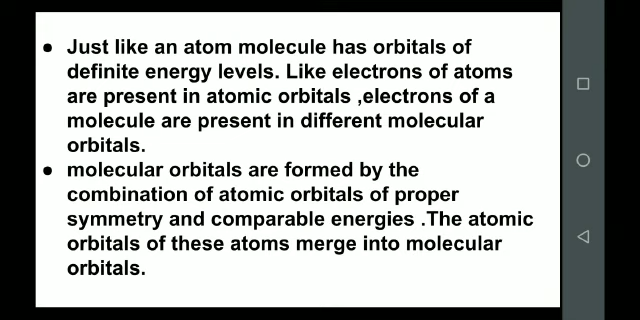 ● Just like an atom molecule has orbitals of
definite energy levels. Like electrons of atoms
are present in atomic orbitals ,electrons of a
molecule are present in different molecular
orbitals.
● molecular orbitals are formed by the
combination of atomic orbitals of proper
symmetry and comparable energies .The atomic
orbitals of these atoms merge into molecular
orbitals.